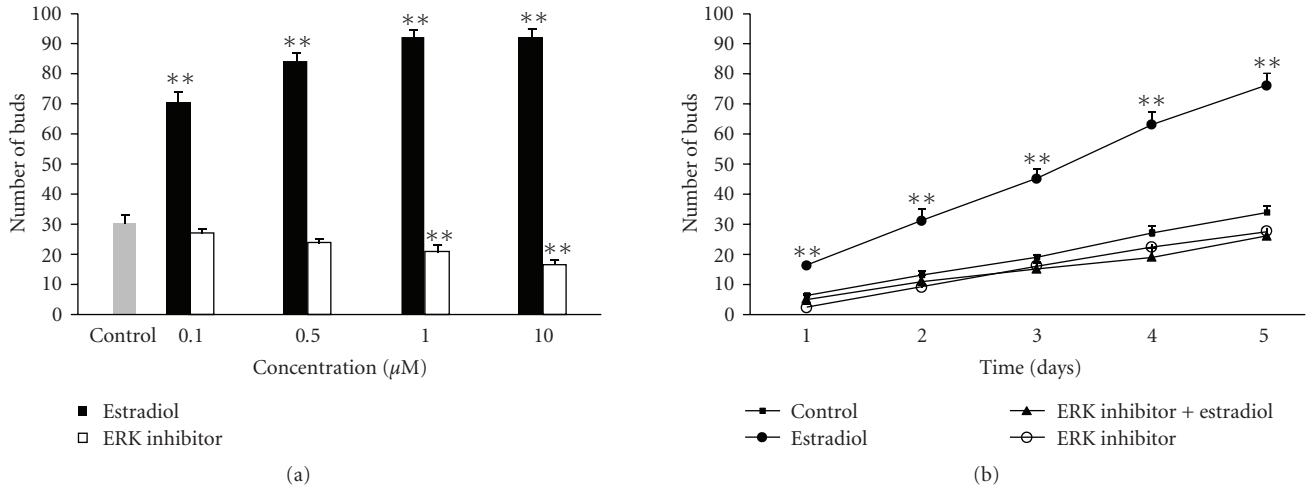 100
90
80
70
60
50
40
30
20
10
0
Number of buds
**
**
**
**
**
**
Control 0.1 0.5 1 10
Concentration (μM)
Estradiol
ERK inhibitor
(a)
100
90
80
70
60
50
40
30
20
10
0
Number of buds
**
**
**
**
**
1 2 3 4 5
Time (days)
Control
Estradiol
ERK inhibitor + estradiol
ERK inhibitor
(b)